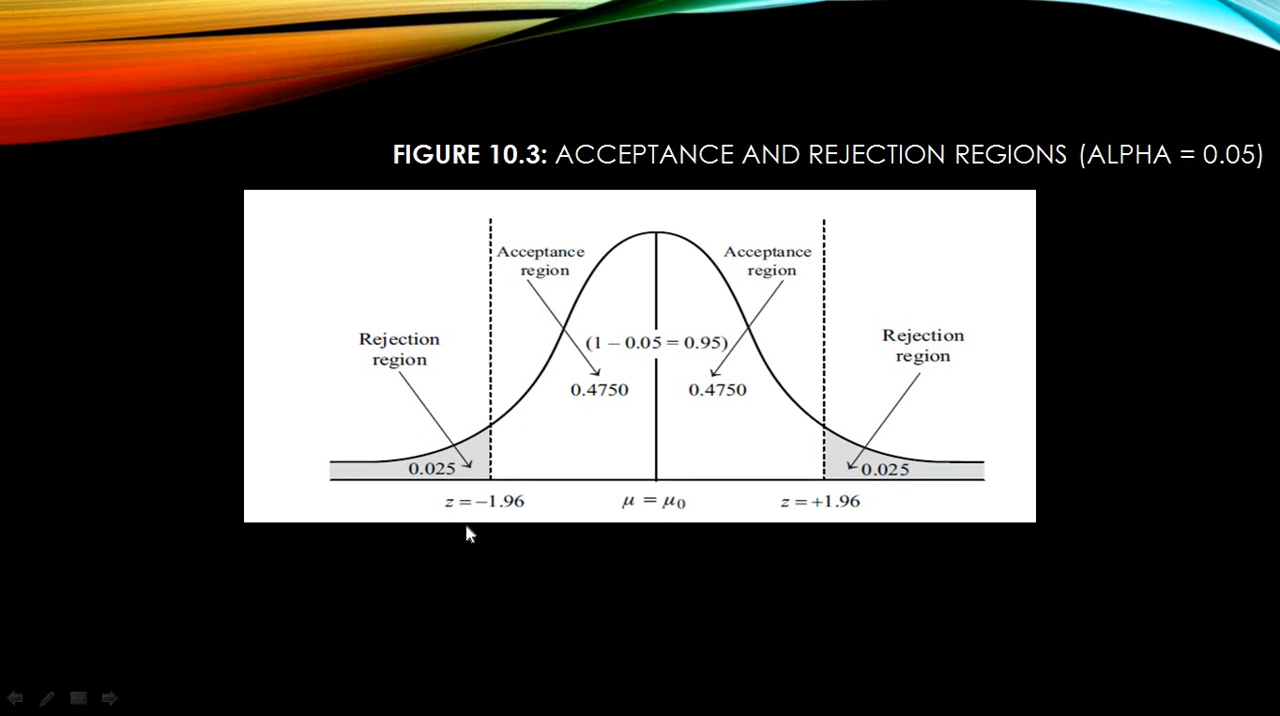 FIGURE 10.3: ACCEPTANCE AND REJECTION REGIONS (ALPHA = 0.05)
Acceptance
region
Acceptance
region
Rejection
region
(1 − 0.05 = 0.95)
Rejection
region
0.4750
0.4750
0.025
0.025
z = −1.96
μ = μ0
z = +1.96